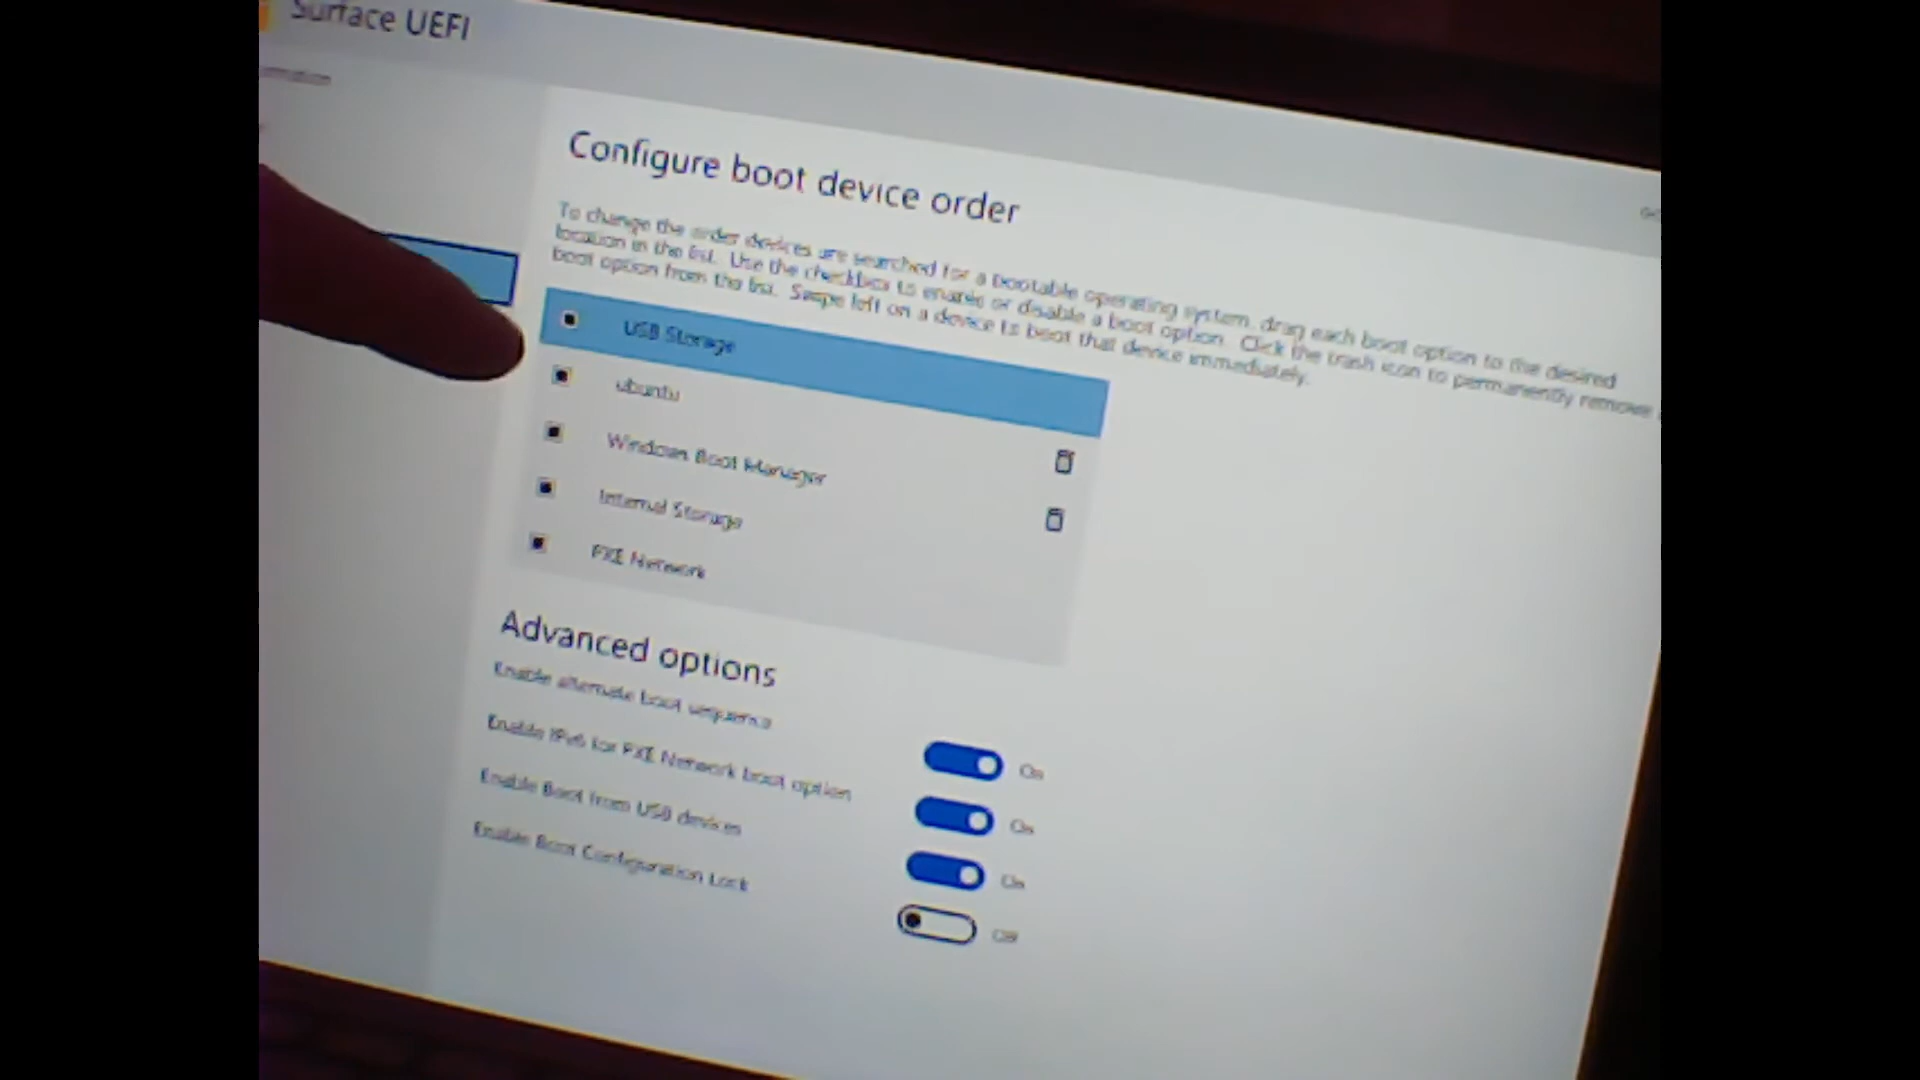 Surface UEFI
Configure boot device order
To change the order devices are searched for a bootable operating system, drag each boot option to the desired
location in the list. Use the checkbox to enable or disable a boot option. Click the trash icon to permanently remove
boot option from the list. Swipe left on a device to boot that device immediately.
USB Storage
ubuntu
Windows Boot Manager
Internal Storage
PXE Network
Advanced options
Enable alternate boot sequence
On
Enable IPv6 for PXE Network boot option
On
Enable Boot from USB devices
On
Enable Boot Configuration Lock
Off